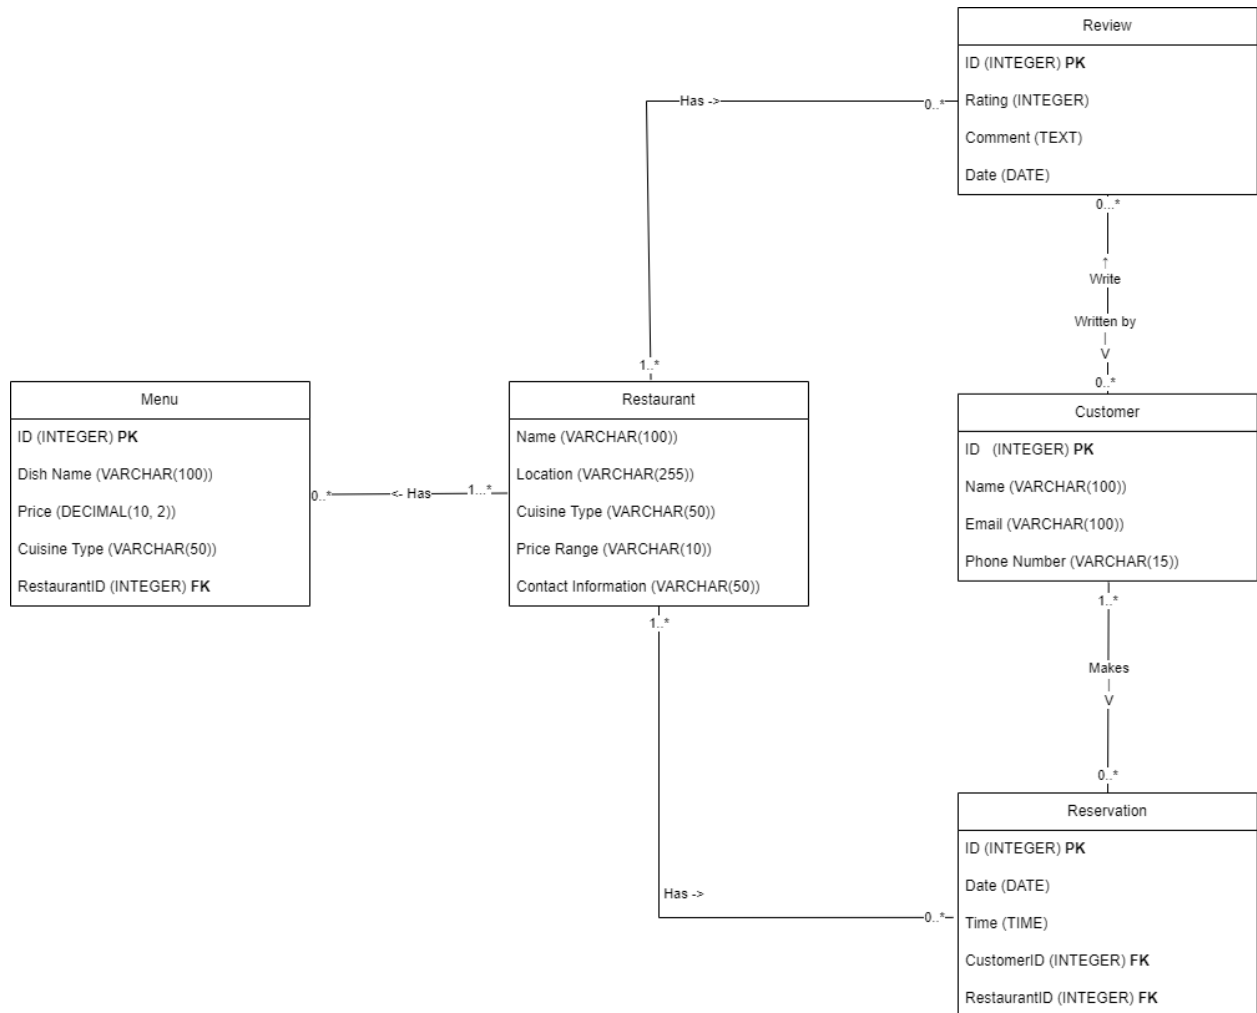 Review
ID (INTEGER) PK
Rating (INTEGER)
Comment (TEXT)
Date (DATE)
Has ->
0..*
1..*
0...*
↑
Write
Written by
|
V
0..*
Menu
ID (INTEGER) PK
Dish Name (VARCHAR(100))
Price (DECIMAL(10, 2))
Cuisine Type (VARCHAR(50))
RestaurantID (INTEGER) FK
0..*
<- Has
1...*
Restaurant
Name (VARCHAR(100))
Location (VARCHAR(255))
Cuisine Type (VARCHAR(50))
Price Range (VARCHAR(10))
Contact Information (VARCHAR(50))
1..*
Customer
ID (INTEGER) PK
Name (VARCHAR(100))
Email (VARCHAR(100))
Phone Number (VARCHAR(15))
1..*
Makes
|
V
0..*
Has ->
0..*
Reservation
ID (INTEGER) PK
Date (DATE)
Time (TIME)
CustomerID (INTEGER) FK
RestaurantID (INTEGER) FK